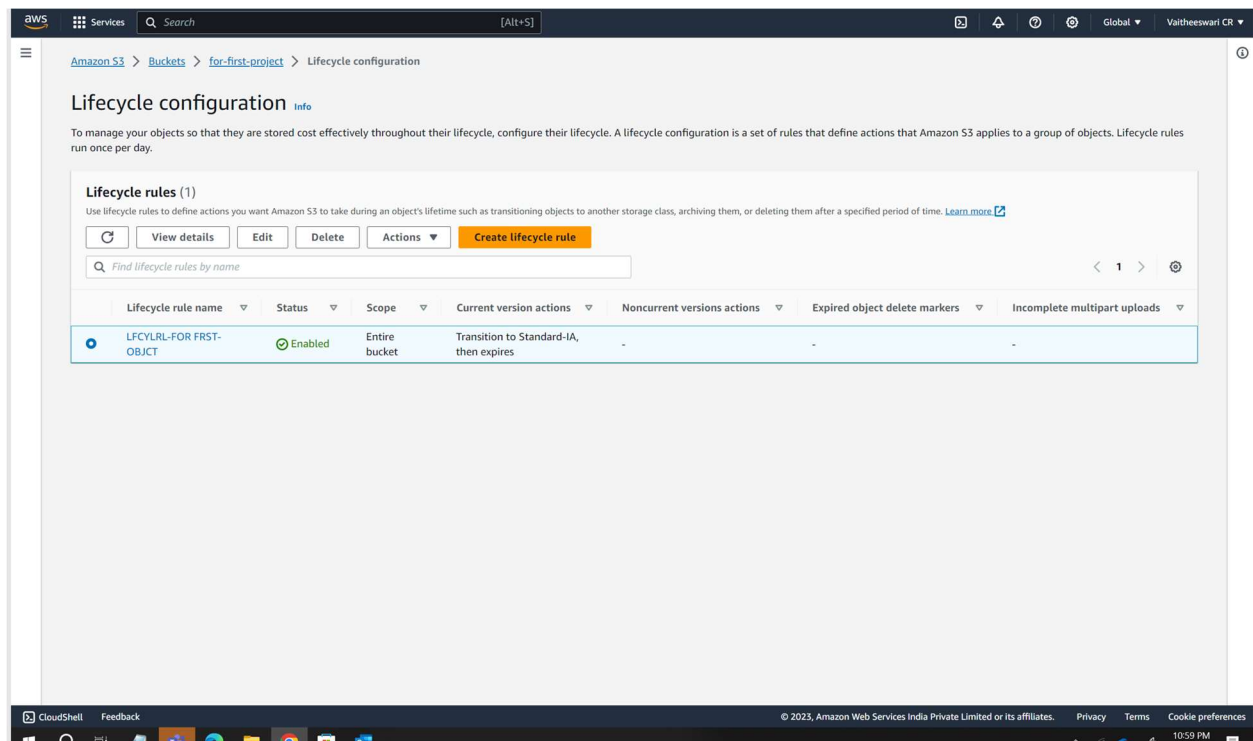 aws Services Search [Alt+S] Global Vaitheeswari CR
Amazon S3 > Buckets > for-first-project > Lifecycle configuration
Lifecycle configuration Info
To manage your objects so that they are stored cost effectively throughout their lifecycle, configure their lifecycle. A lifecycle configuration is a set of rules that define actions that Amazon S3 applies to a group of objects. Lifecycle rules
run once per day.
Lifecycle rules (1)
Use lifecycle rules to define actions you want Amazon S3 to take during an object's lifetime such as transitioning objects to another storage class, archiving them, or deleting them after a specified period of time. Learn more
View details Edit Delete Actions Create lifecycle rule
Find lifecycle rules by name < 1 >
Lifecycle rule name Status Scope Current version actions Noncurrent versions actions Expired object delete markers Incomplete multipart uploads
LFCYLRL-FOR FRST- Entire Transition to Standard-IA,
Enabled - - -
OBJCT bucket then expires
CloudShell Feedback © 2023, Amazon Web Services India Private Limited or its affiliates. Privacy Terms Cookie preferences
10:59 PM